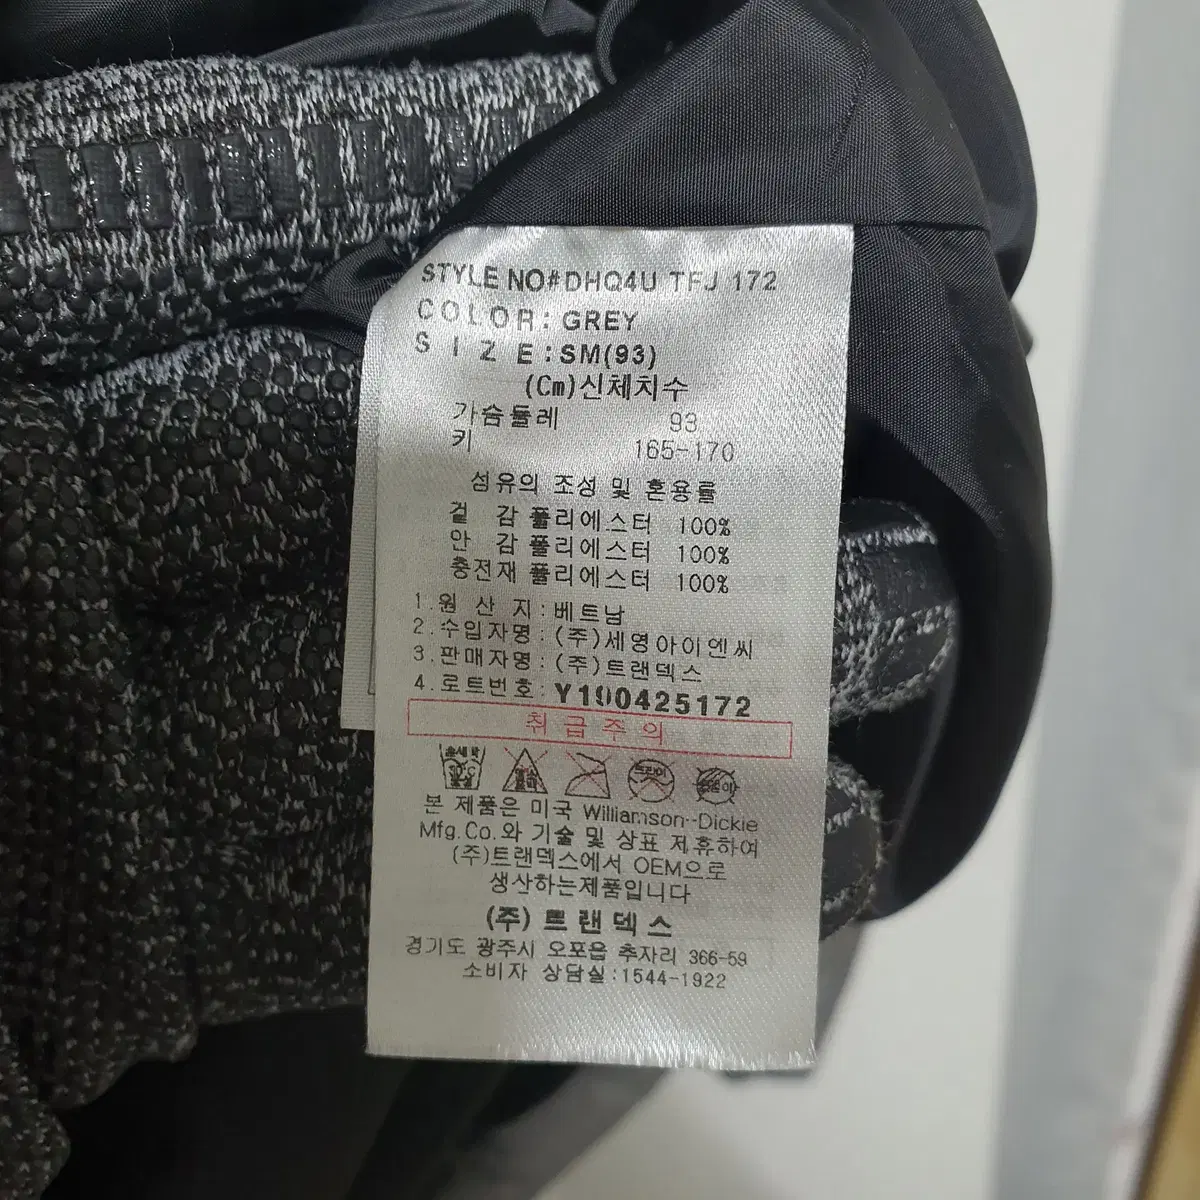 STYLE NO#DHQ4U TFJ 172
COLOR: GREY
SIZE: SM(93)
(Cm)신체치수
가슴둘레 93
키 165-170
섬유의 조성 및 혼용률
겉 감 폴리에스터 100%
안 감 폴리에스터 100%
충전재 폴리에스터 100%
1.원 산 지: 베트남
2.수입자명: (주)세영아이엔씨
3.판매자명: (주)트랜덱스
4.로트번호: Y190425172
취급주의
드라이
본 제품은 미국 Williamson-Dickie
Mfg.Co.와 기술 및 상표 제휴하여
(주)트랜덱스에서 OEM으로
생산하는제품입니다
(주)트랜덱스
경기도 광주시 오포읍 추자리 366-59
소비자 상담실:1544-1922